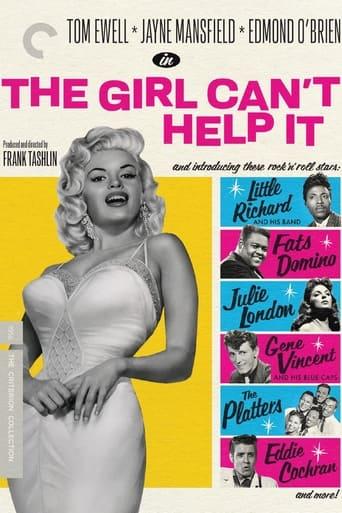 TOM EWELL • JAYNE MANSFIELD • EDMOND O'BRIEN
in
THE GIRL CAN'T
HELP IT
Produced and directed by
FRANK TASHLIN
and introducing these rock 'n' roll stars:
Little
Richard
AND HIS BAND
Fats
Domino
Julie
London
Gene
Vincent
AND HIS BLUE CAPS
The
Platters
Eddie
Cochran
and more!
1956
THE CRITERION COLLECTION